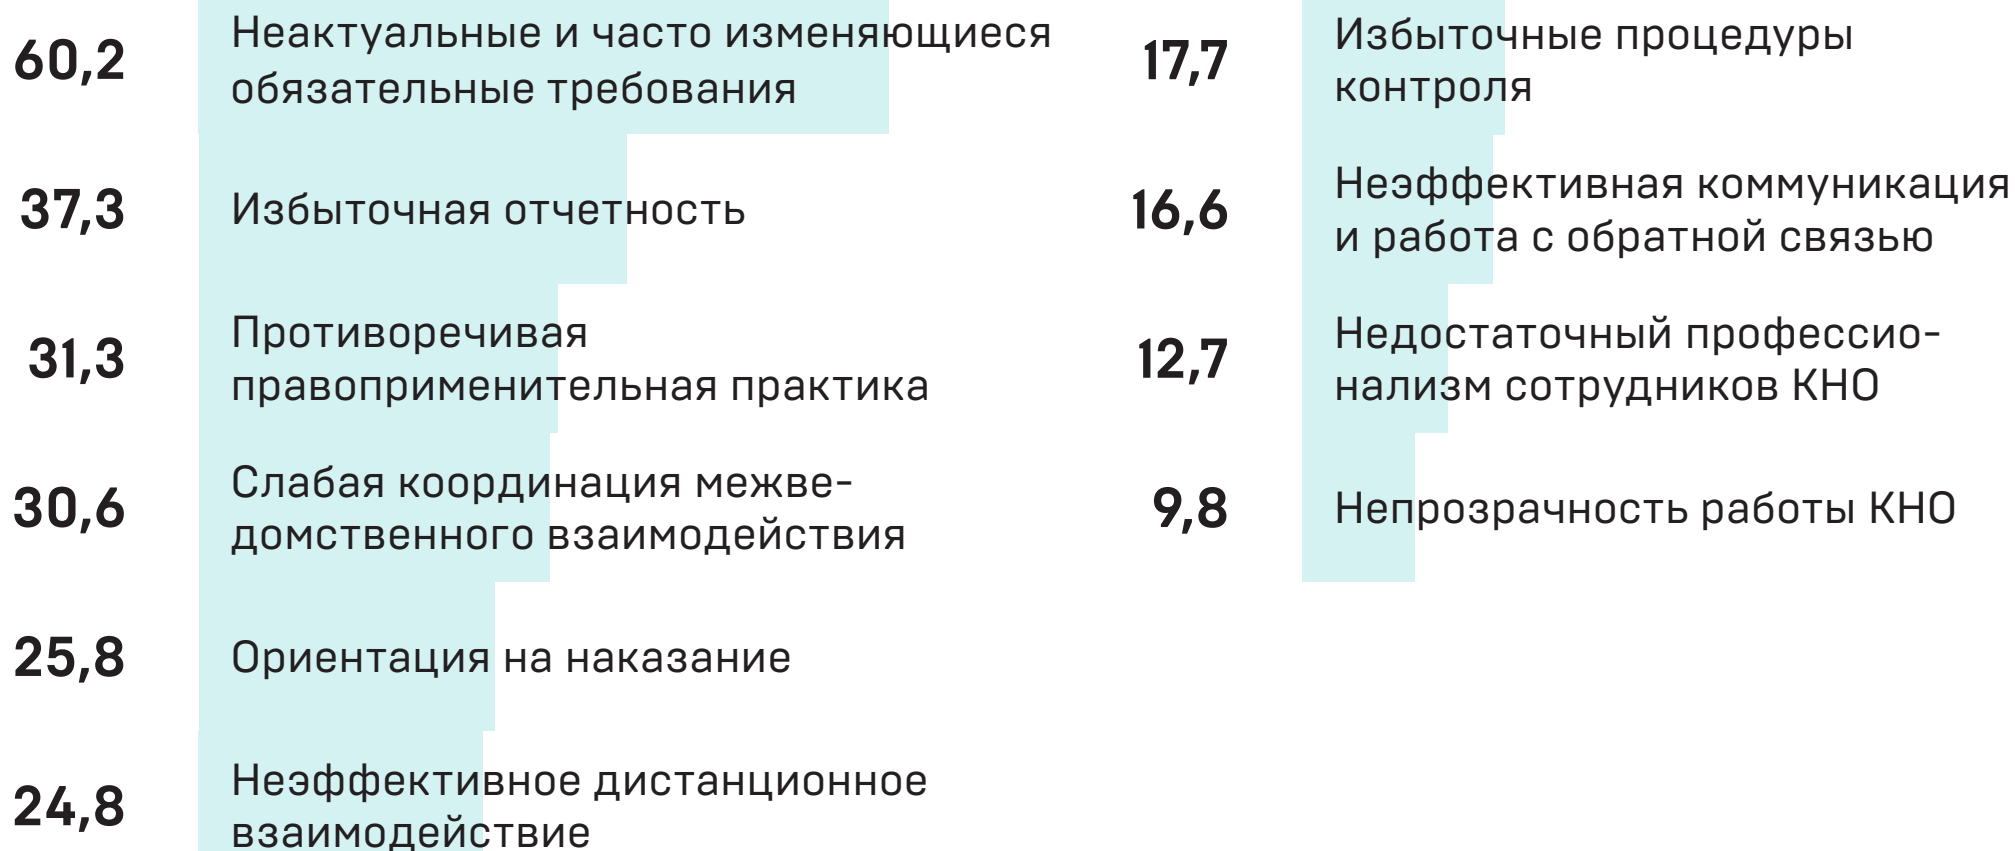 60,2
Неактуальные и часто изменяющиеся
обязательные требования
37,3
Избыточная отчетность
31,3
Противоречивая
правоприменительная практика
30,6
Слабая координация межве-
домственного взаимодействия
25,8
Ориентация на наказание
24,8
Неэффективное дистанционное
взаимодействие
17,7
Избыточные процедуры
контроля
16,6
Неэффективная коммуникация
и работа с обратной связью
12,7
Недостаточный профессио-
нализм сотрудников КНО
9,8
Непрозрачность работы КНО